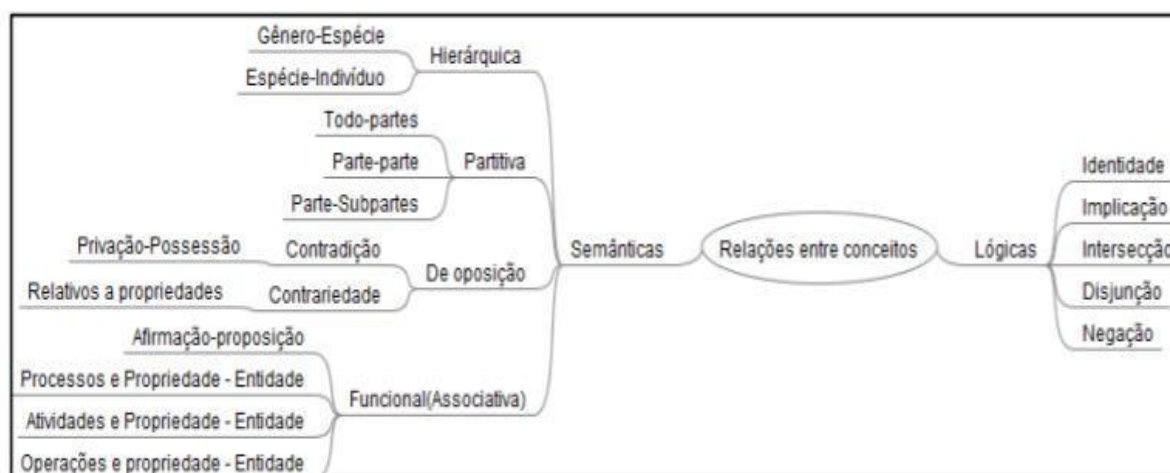 Gênero-Espécie
Espécie-Indivíduo
Hierárquica
Todo-partes
Parte-parte
Parte-Subpartes
Partitiva
Privação-Possessão
Contradição
Relativos a propriedades
Contrariedade
De oposição
Afirmação-proposição
Processos e Propriedade - Entidade
Atividades e Propriedade - Entidade
Operações e propriedade - Entidade
Funcional(Associativa)
Semânticas
Relações entre conceitos
Lógicas
Identidade
Implicação
Intersecção
Disjunção
Negação